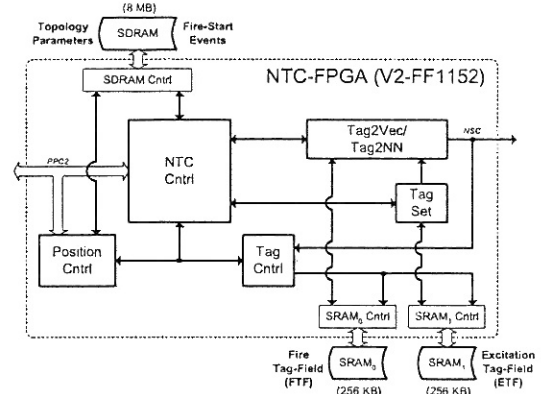 (8 MB)
Topology
Parameters
SDRAM
Fire-Start
Events
SDRAM Cntrl
NTC-FPGA (V2-FF1152)
PPC2
NTC
Cntrl
Tag2Vec/
Tag2NN
NSC
Tag
Set
Position
Cntrl
Tag
Cntrl
SRAM₀ Cntrl
SRAM₁ Cntrl
Fire
Tag-Field
(FTF)
SRAM₀
SRAM₁
Excitation
Tag-Field
(ETF)
(256 KB)
(256 KB)